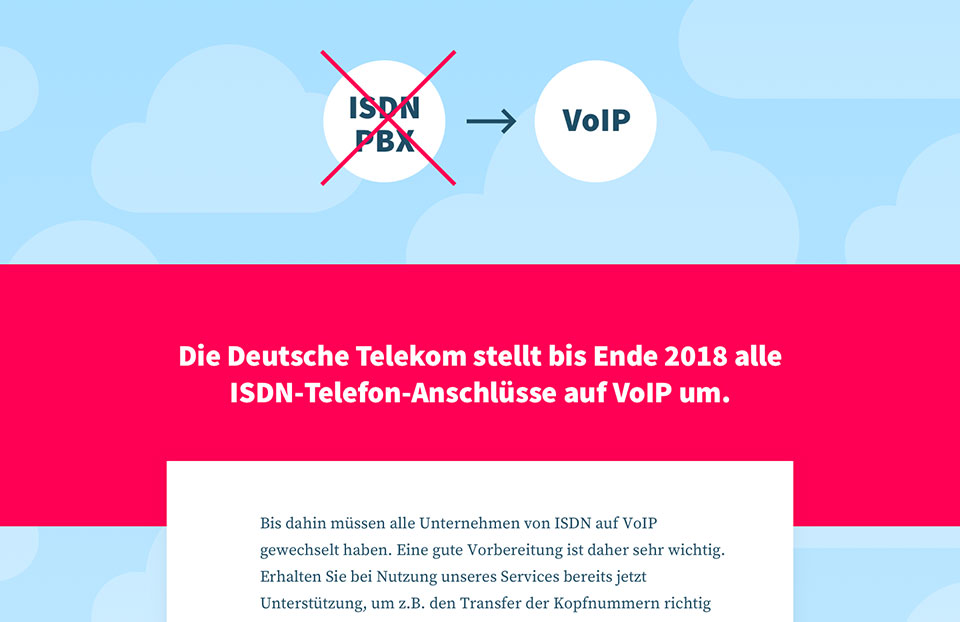 ISDN
PBX
VoIP
Die Deutsche Telekom stellt bis Ende 2018 alle
ISDN-Telefon-Anschlüsse auf VoIP um.
Bis dahin müssen alle Unternehmen von ISDN auf VoIP
gewechselt haben. Eine gute Vorbereitung ist daher sehr wichtig.
Erhalten Sie bei Nutzung unseres Services bereits jetzt
Unterstützung, um z.B. den Transfer der Kopfnummern richtig